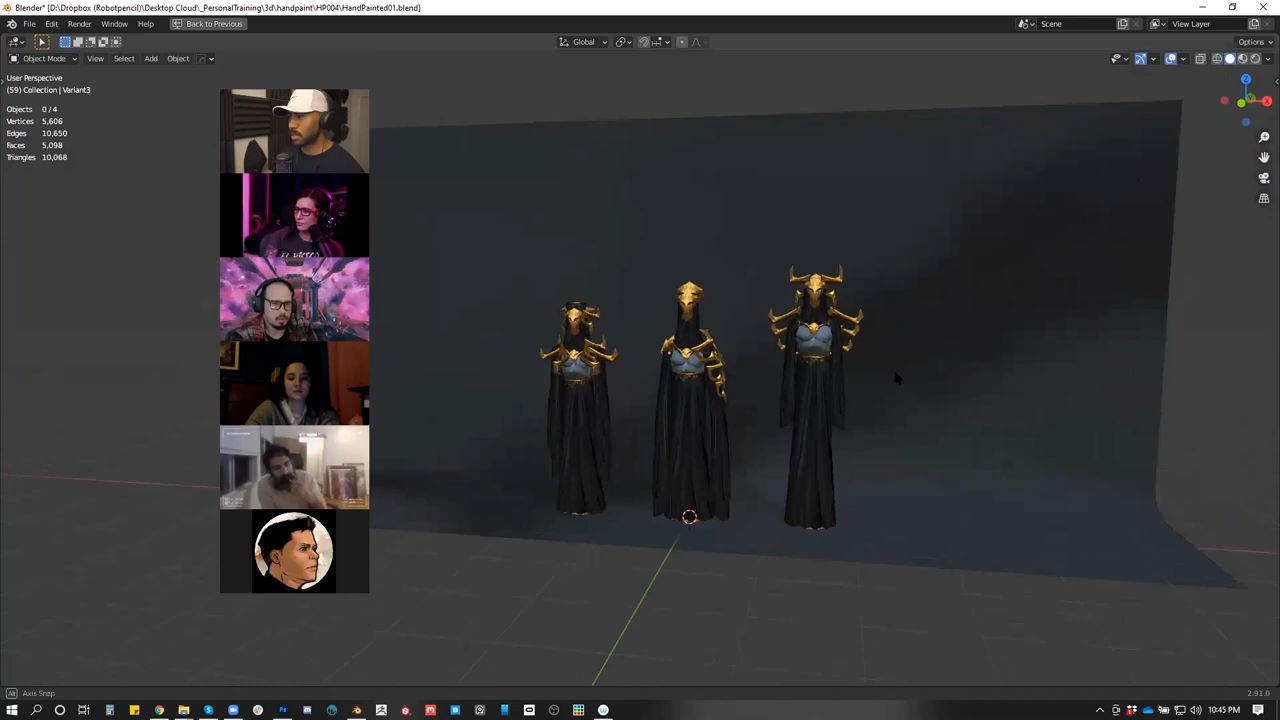 Blender* [D:\Dropbox (Robotpencil)\Desktop Cloud\_PersonalTraining\3d\handpaint\HP004\HandPainted01.blend]
File Edit Render Window Help Back to Previous
Scene
View Layer
Global
Options
Object Mode View Select Add Object
User Perspective
(59) Collection | Variant3
Objects 0 / 4
Vertices 5,606
Edges 10,650
Faces 5,098
Triangles 10,068
Z
X
Alt Axis Snap
2.91.0
10:45 PM